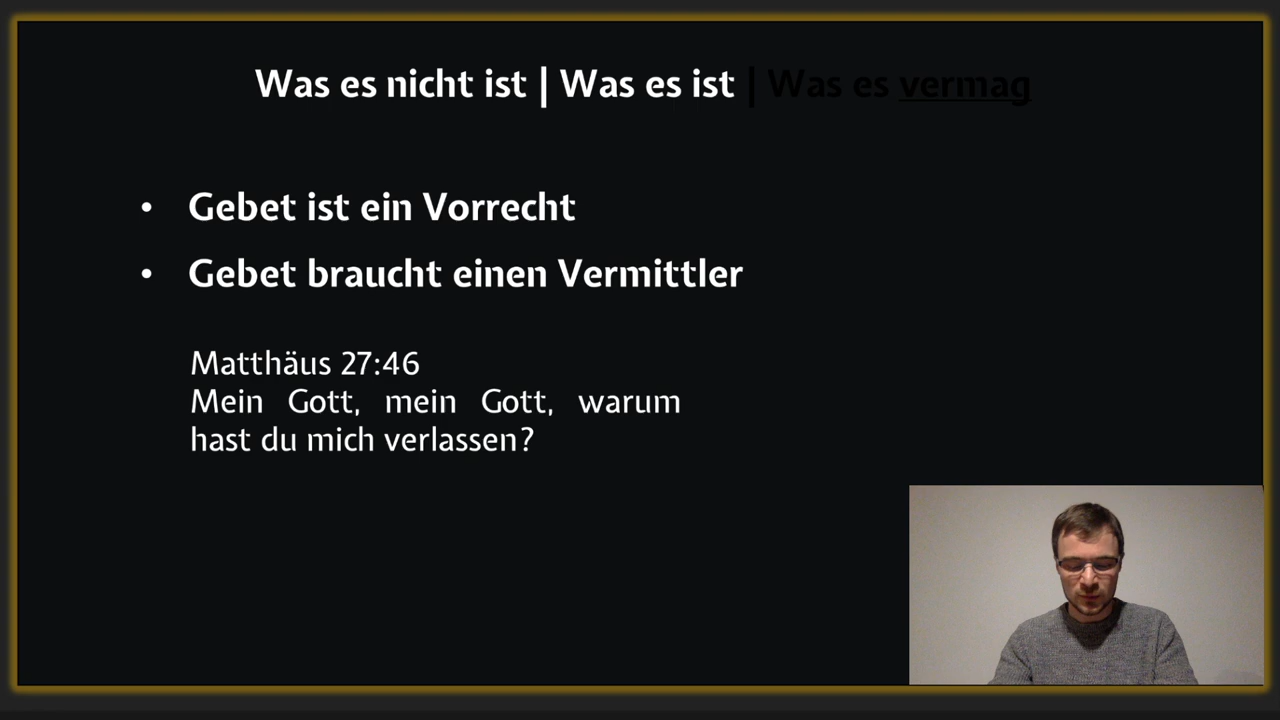 Was es nicht ist | Was es ist | Was es vermag
• Gebet ist ein Vorrecht
• Gebet braucht einen Vermittler
Matthäus 27:46
Mein Gott, mein Gott, warum
hast du mich verlassen?